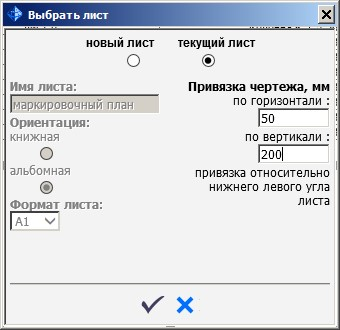 Выбрать лист
новый лист текущий лист
Имя листа:
маркировочный план
Ориентация:
книжная
альбомная
Формат листа:
A1
Привязка чертежа, мм
по горизонтали :
50
по вертикали :
200
привязка относительно
нижнего левого угла
листа